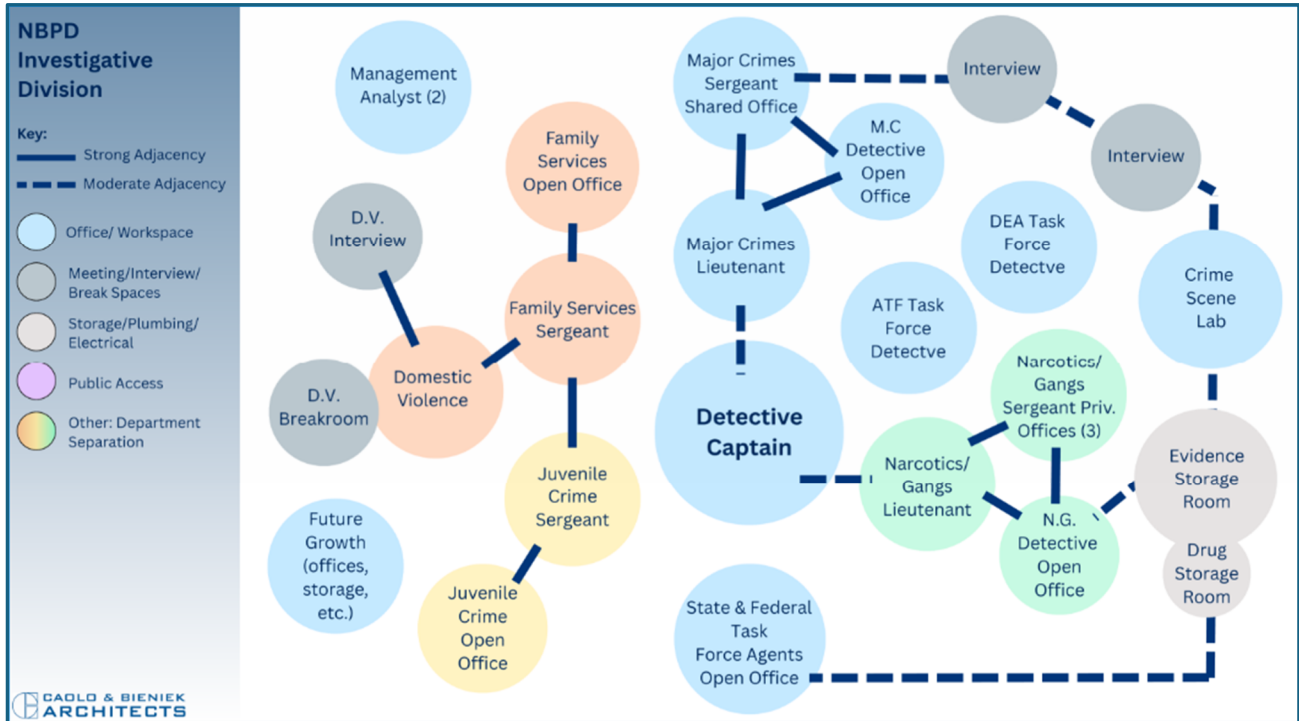 NBPD
Investigative
Division
Key:
Strong Adjacency
Moderate Adjacency
Office/ Workspace
Meeting/Interview/
Break Spaces
Storage/Plumbing/
Electrical
Public Access
Other: Department
Separation
CAOLO & BIENIEK
ARCHITECTS
Management
Analyst (2)
Family
Services
Open Office
D.V.
Interview
Family Services
Sergeant
Domestic
Violence
D.V.
Breakroom
Juvenile
Crime
Sergeant
Future
Growth
(offices,
storage,
etc.)
Juvenile
Crime
Open
Office
Major Crimes
Sergeant
Shared Office
Interview
M.C
Detective
Open
Office
Interview
Major Crimes
Lieutenant
DEA Task
Force
Detectve
ATF Task
Force
Detectve
Crime
Scene
Lab
Detective
Captain
Narcotics/
Gangs
Sergeant Priv.
Offices (3)
Narcotics/
Gangs
Lieutenant
Evidence
Storage
Room
N.G.
Detective
Open
Office
Drug
Storage
Room
State & Federal
Task
Force Agents
Open Office